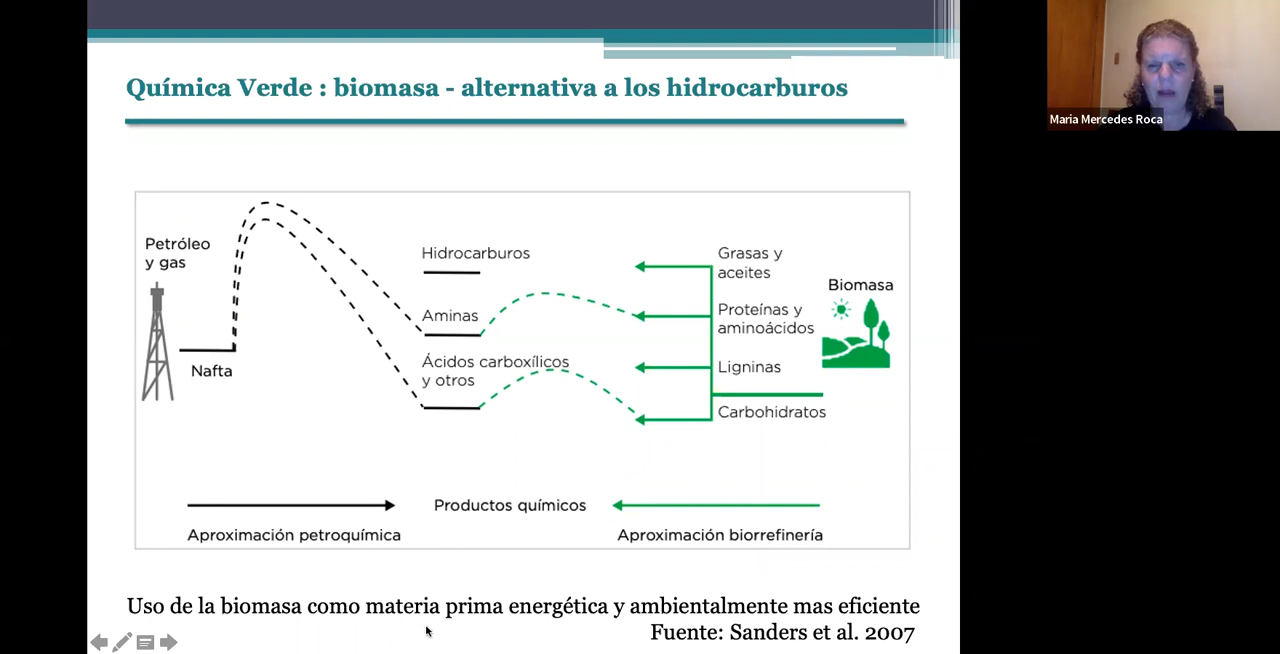 Química Verde : biomasa - alternativa a los hidrocarburos
Maria Mercedes Roca
Petróleo
y gas
Nafta
Hidrocarburos
Aminas
Ácidos carboxílicos
y otros
Grasas y
aceites
Proteínas y
aminoácidos
Ligninas
Carbohidratos
Biomasa
Productos químicos
Aproximación petroquímica
Aproximación biorrefinería
Uso de la biomasa como materia prima energética y ambientalmente mas eficiente
Fuente: Sanders et al. 2007